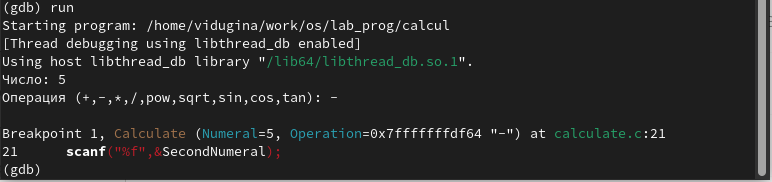 (gdb) run
Starting program: /home/vidugina/work/os/lab_prog/calcul
[Thread debugging using libthread_db enabled]
Using host libthread_db library "/lib64/libthread_db.so.1".
Число: 5
Операция (+,-,*,/,pow,sqrt,sin,cos,tan): -
Breakpoint 1, Calculate (Numeral=5, Operation=0x7fffffffdf64 "-") at calculate.c:21
21 scanf("%f",&SecondNumeral);
(gdb)